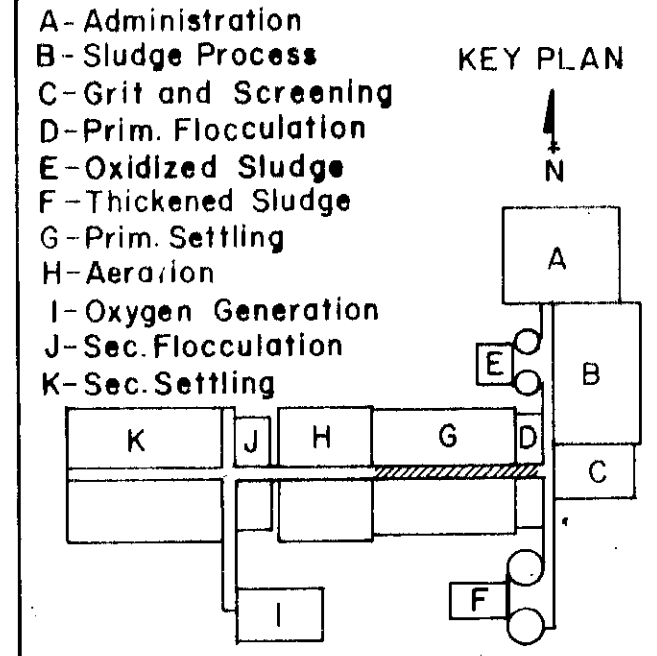 A-Administration
B-Sludge Process
KEY PLAN
C-Grit and Screening
D-Prim. Flocculation
E-Oxidized Sludge
N
F-Thickened Sludge
G-Prim. Settling
H-Aeration
I-Oxygen Generation
J-Sec. Flocculation
K-Sec. Settling
A
E
B
K
J
H
G
D
C
F
I